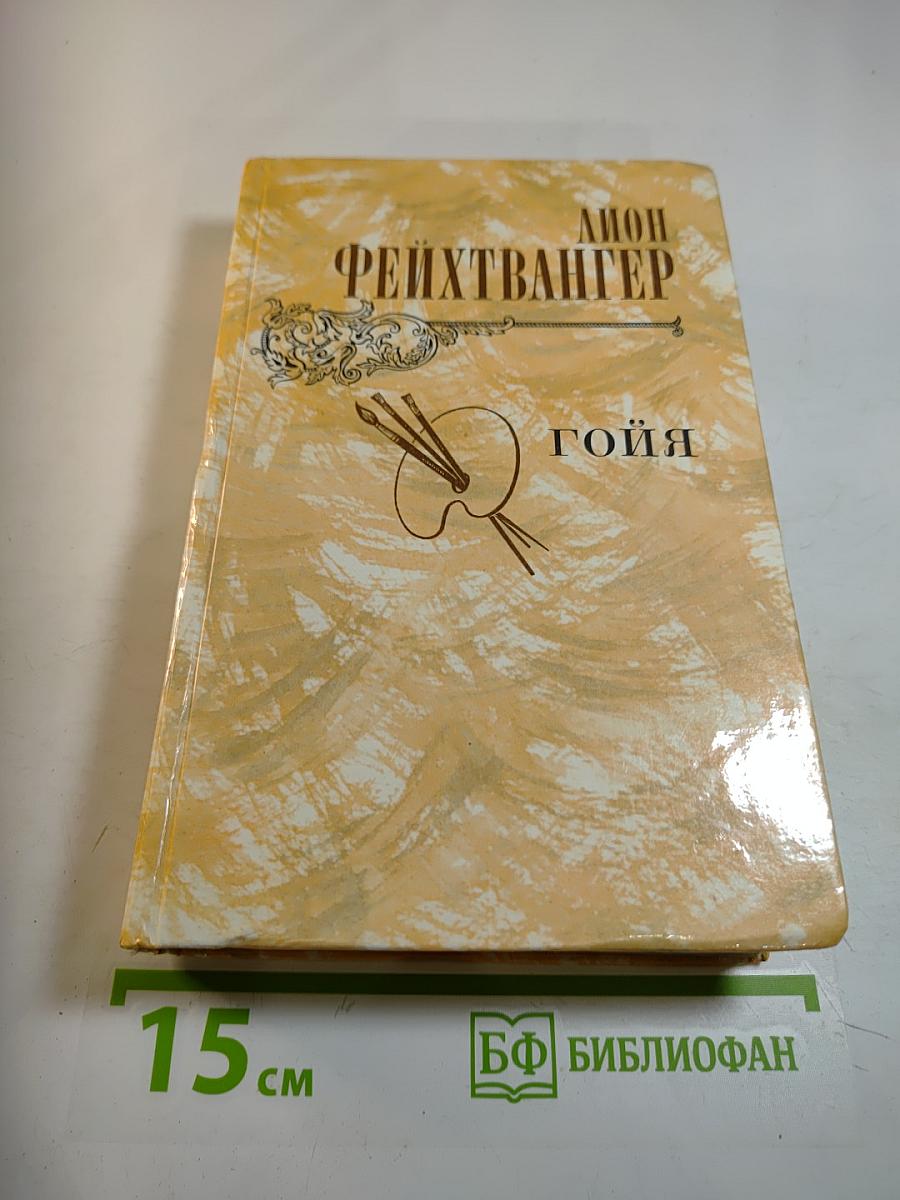 ЛИОН
ФЕЙХТВАНГЕР
ГОЙЯ
15 см
БФ БИБЛИОФАН